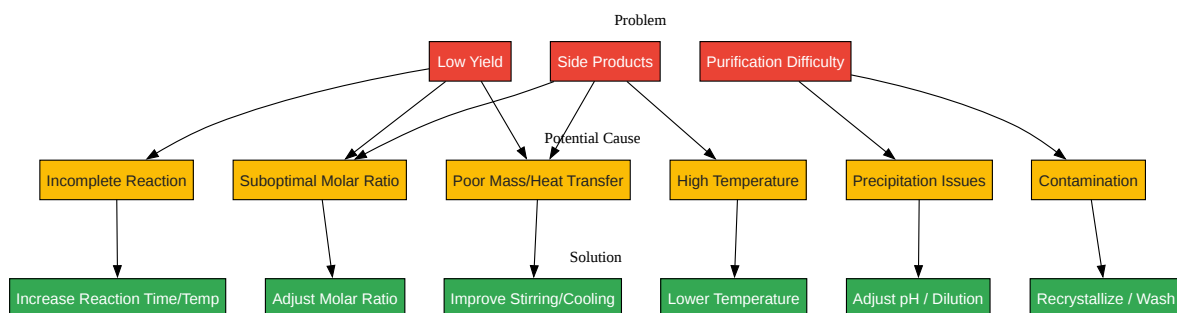 Problem
Low Yield
Side Products
Purification Difficulty
Potential Cause
Incomplete Reaction
Suboptimal Molar Ratio
Poor Mass/Heat Transfer
High Temperature
Precipitation Issues
Contamination
Solution
Increase Reaction Time/Temp
Adjust Molar Ratio
Improve Stirring/Cooling
Lower Temperature
Adjust pH / Dilution
Recrystallize / Wash